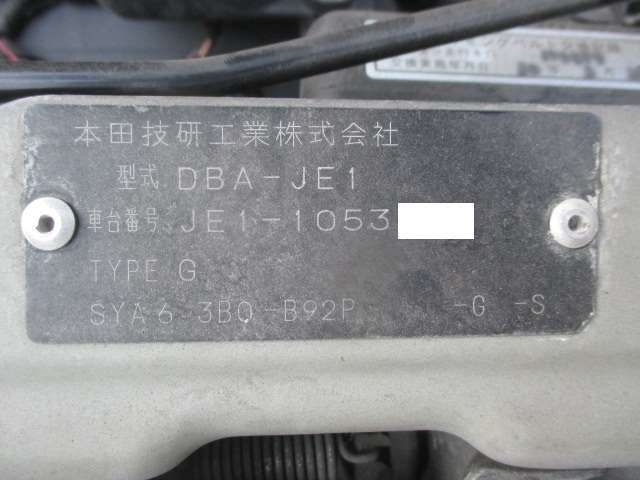 本田技研工業株式会社
型式 DBA-JE1
車台番号 JE1-1053
TYPE G
SYA6 3B0-B92P -G -S